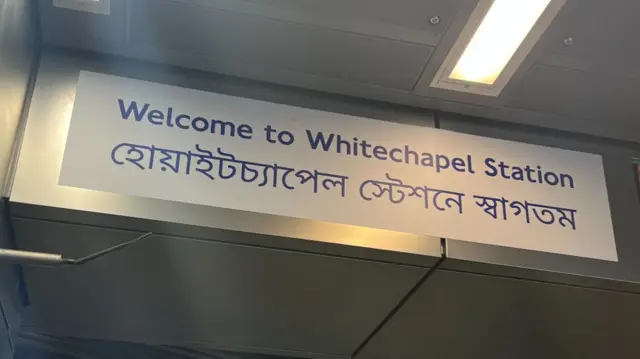 Welcome to Whitechapel Station
হোয়াইটচ্যাপেল স্টেশনে স্বাগতম